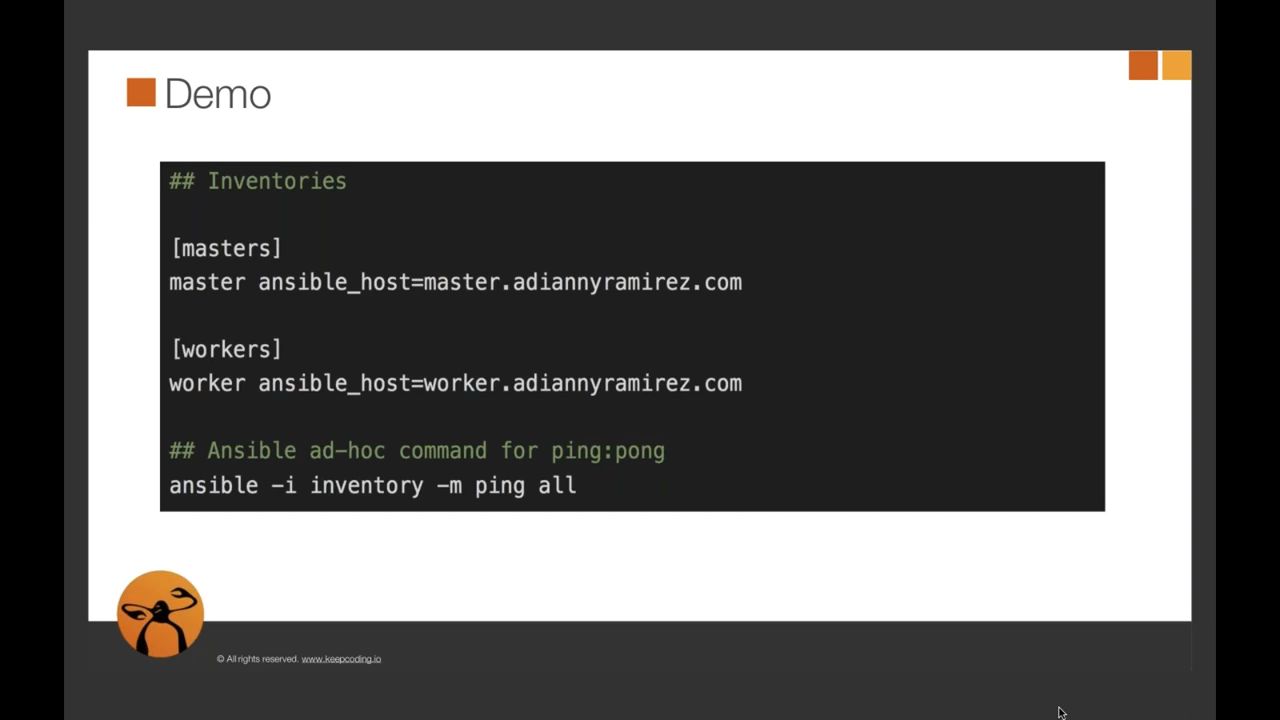 Demo
## Inventories
[masters]
master ansible_host=master.adiannyramirez.com
[workers]
worker ansible_host=worker.adiannyramirez.com
## Ansible ad-hoc command for ping:pong
ansible -i inventory -m ping all
© All rights reserved. www.keepcoding.io